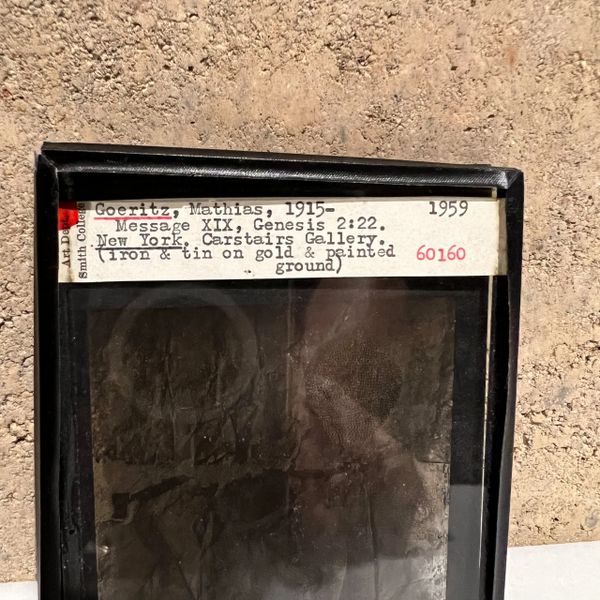 Art Dept.
Smith College
Goeritz, Mathias, 1915- 1959
Message XIX, Genesis 2:22.
New York. Carstairs Gallery.
(iron & tin on gold & painted 60160
ground)